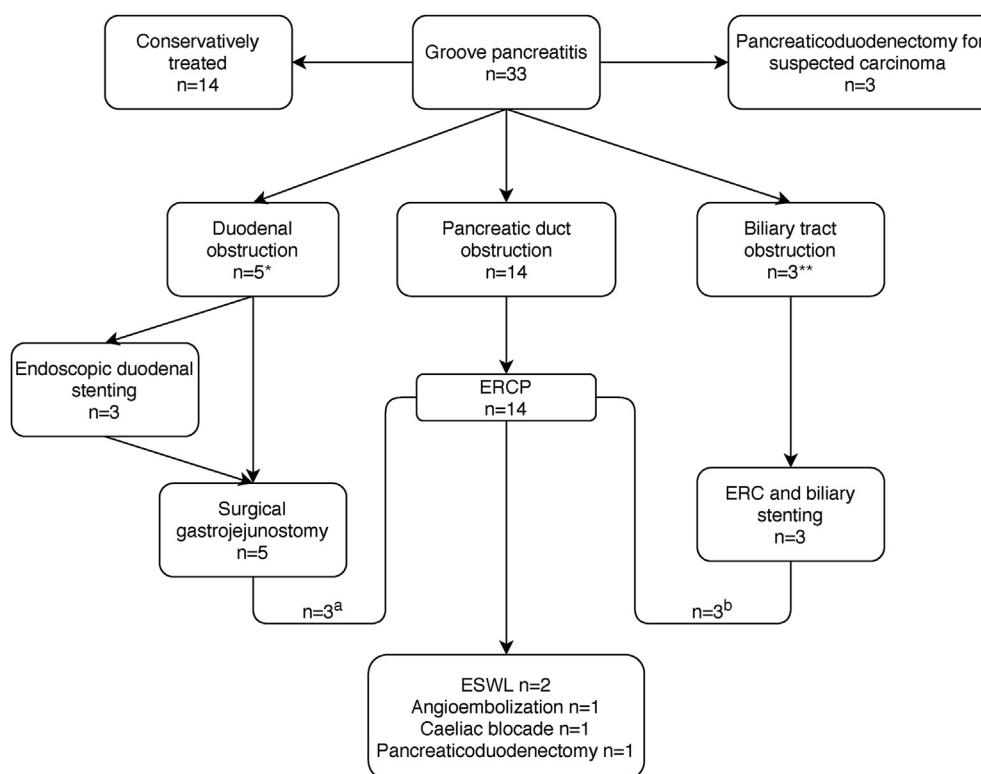 Conservatively
treated
n=14
Groove pancreatitis
n=33
Pancreaticoduodenectomy for
suspected carcinoma
n=3
Duodenal
obstruction
n=5*
Pancreatic duct
obstruction
n=14
Biliary tract
obstruction
n=3**
Endoscopic duodenal
stenting
n=3
ERCP
n=14
Surgical
gastrojejunostomy
n=5
ERC and biliary
stenting
n=3
n=3a
n=3b
ESWL n=2
Angioembolization n=1
Caeliac blocade n=1
Pancreaticoduodenectomy n=1